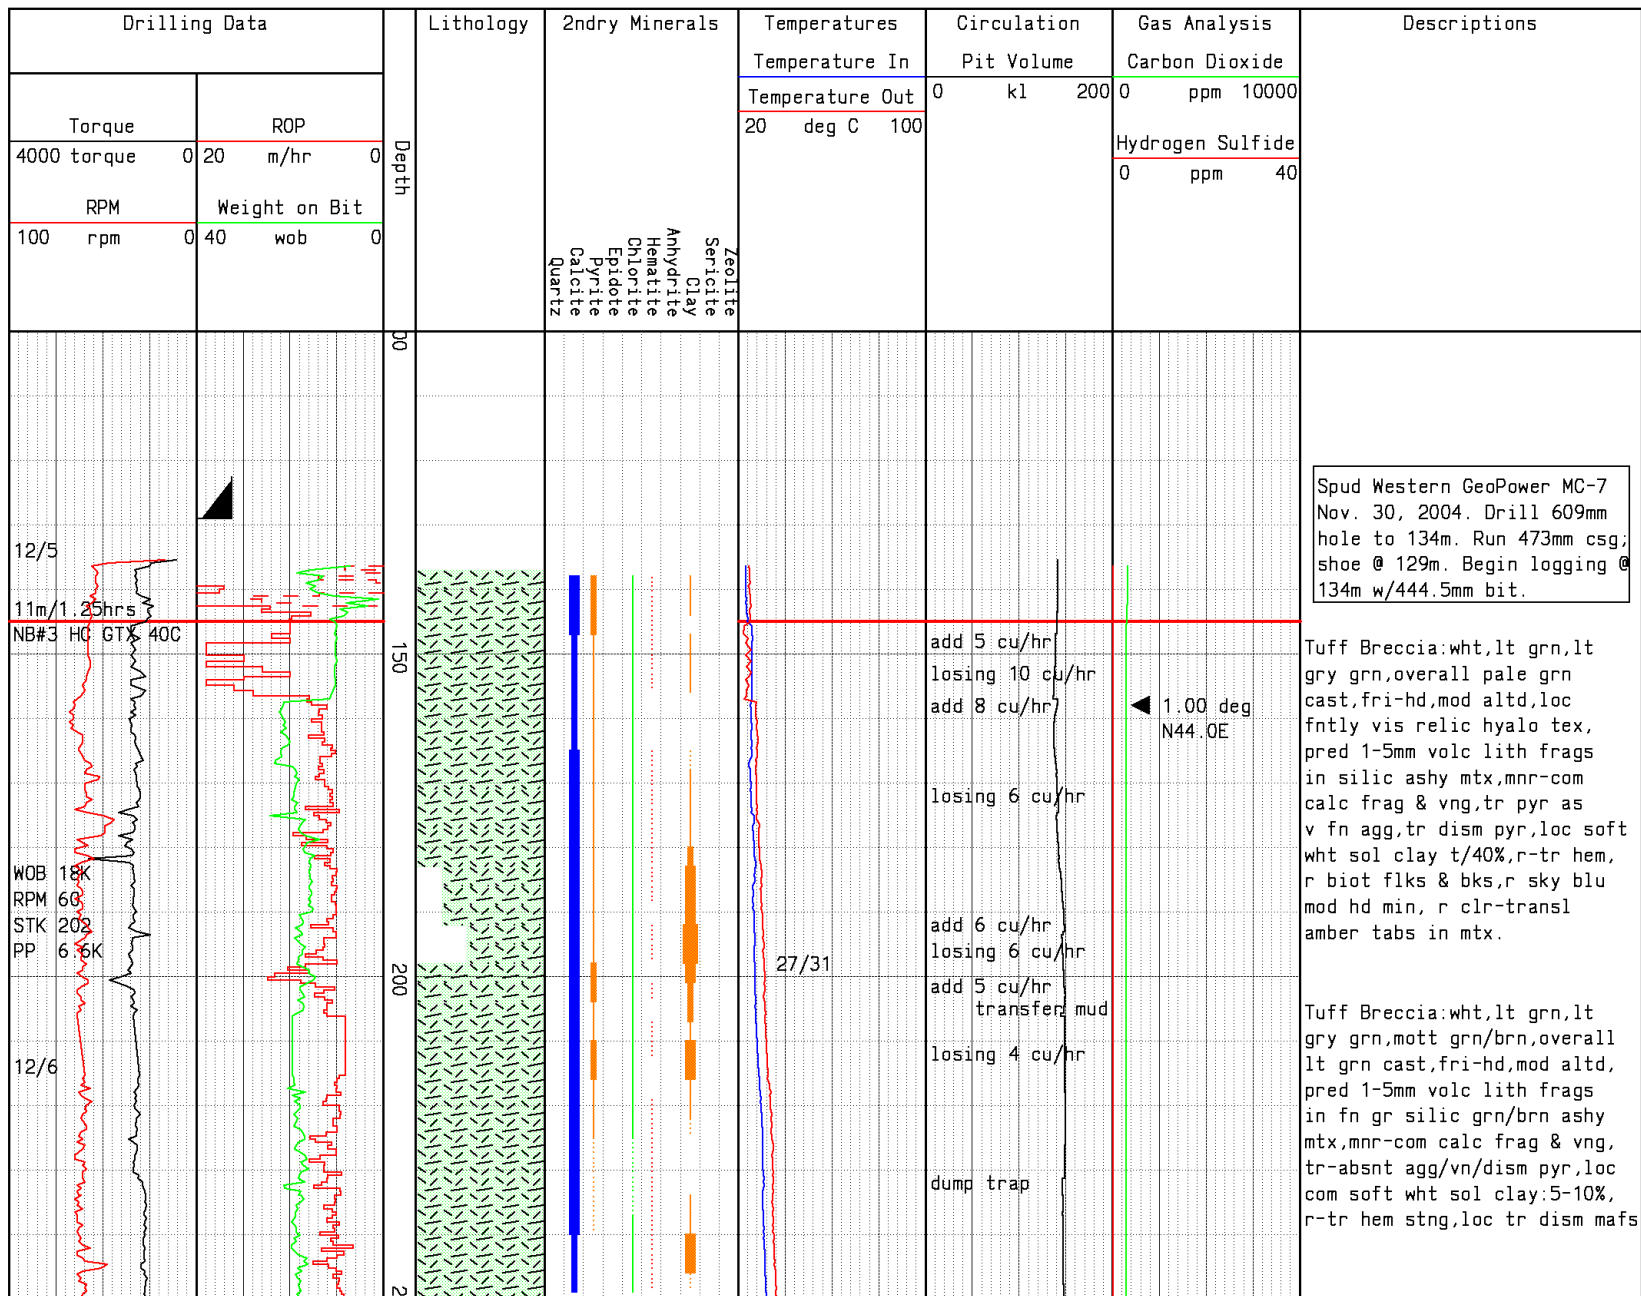 Drilling Data
Lithology
2ndry Minerals
Temperatures
Circulation
Gas Analysis
Descriptions
Temperature In
Pit Volume
Carbon Dioxide
0 kl 200
0 ppm 10000
Temperature Out
20 deg C 100
Hydrogen Sulfide
0 ppm 40
Torque
ROP
4000 torque 0
20 m/hr 0
RPM
Weight on Bit
100 rpm 0
40 wob 0
Depth
Quartz
Calcite
Pyrite
Epidote
Chlorite
Hematite
Anhydrite
Clay
Sericite
Zeolite
00
Spud Western GeoPower MC-7
Nov. 30, 2004. Drill 609mm
hole to 134m. Run 473mm csg;
shoe @ 129m. Begin logging @
134m w/444.5mm bit.
12/5
11m/1.25hrs
NB#3 HC GTX 40C
150
add 5 cu/hr
losing 10 cu/hr
add 8 cu/hr
1.00 deg
N44.0E
losing 6 cu/hr
Tuff Breccia:wht,lt grn,lt
gry grn,overall pale grn
cast,fri-hd,mod altd,loc
fntly vis relic hyalo tex,
pred 1-5mm volc lith frags
in silic ashy mtx,mnr-com
calc frag & vng,tr pyr as
v fn agg,tr dism pyr,loc soft
wht sol clay t/40%,r-tr hem,
r biot flks & bks,r sky blu
mod hd min, r clr-transl
amber tabs in mtx.
WOB 18K
RPM 60
STK 202
PP 6.6K
add 6 cu/hr
losing 6 cu/hr
27/31
200
add 5 cu/hr
transfer mud
losing 4 cu/hr
12/6
dump trap
Tuff Breccia:wht,lt grn,lt
gry grn,mott grn/brn,overall
lt grn cast,fri-hd,mod altd,
pred 1-5mm volc lith frags
in fn gr silic grn/brn ashy
mtx,mnr-com calc frag & vng,
tr-absnt agg/vn/dism pyr,loc
com soft wht sol clay:5-10%,
r-tr hem stng,loc tr dism mafs
2